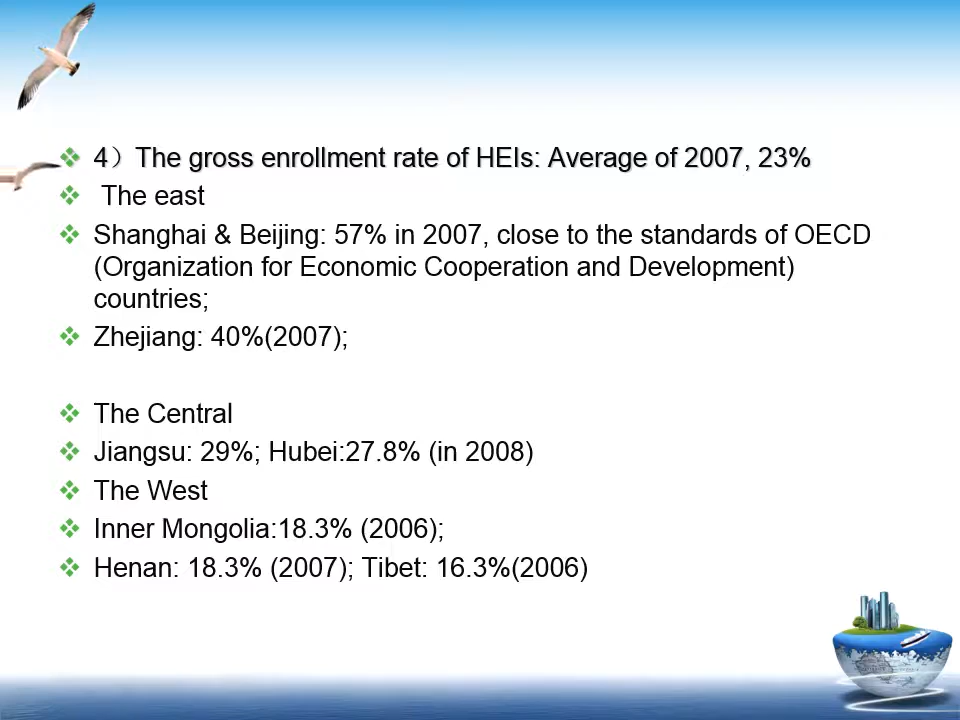 4）The gross enrollment rate of HEIs: Average of 2007, 23%
The east
Shanghai & Beijing: 57% in 2007, close to the standards of OECD
(Organization for Economic Cooperation and Development)
countries;
Zhejiang: 40%(2007);
The Central
Jiangsu: 29%; Hubei:27.8% (in 2008)
The West
Inner Mongolia:18.3% (2006);
Henan: 18.3% (2007); Tibet: 16.3%(2006)